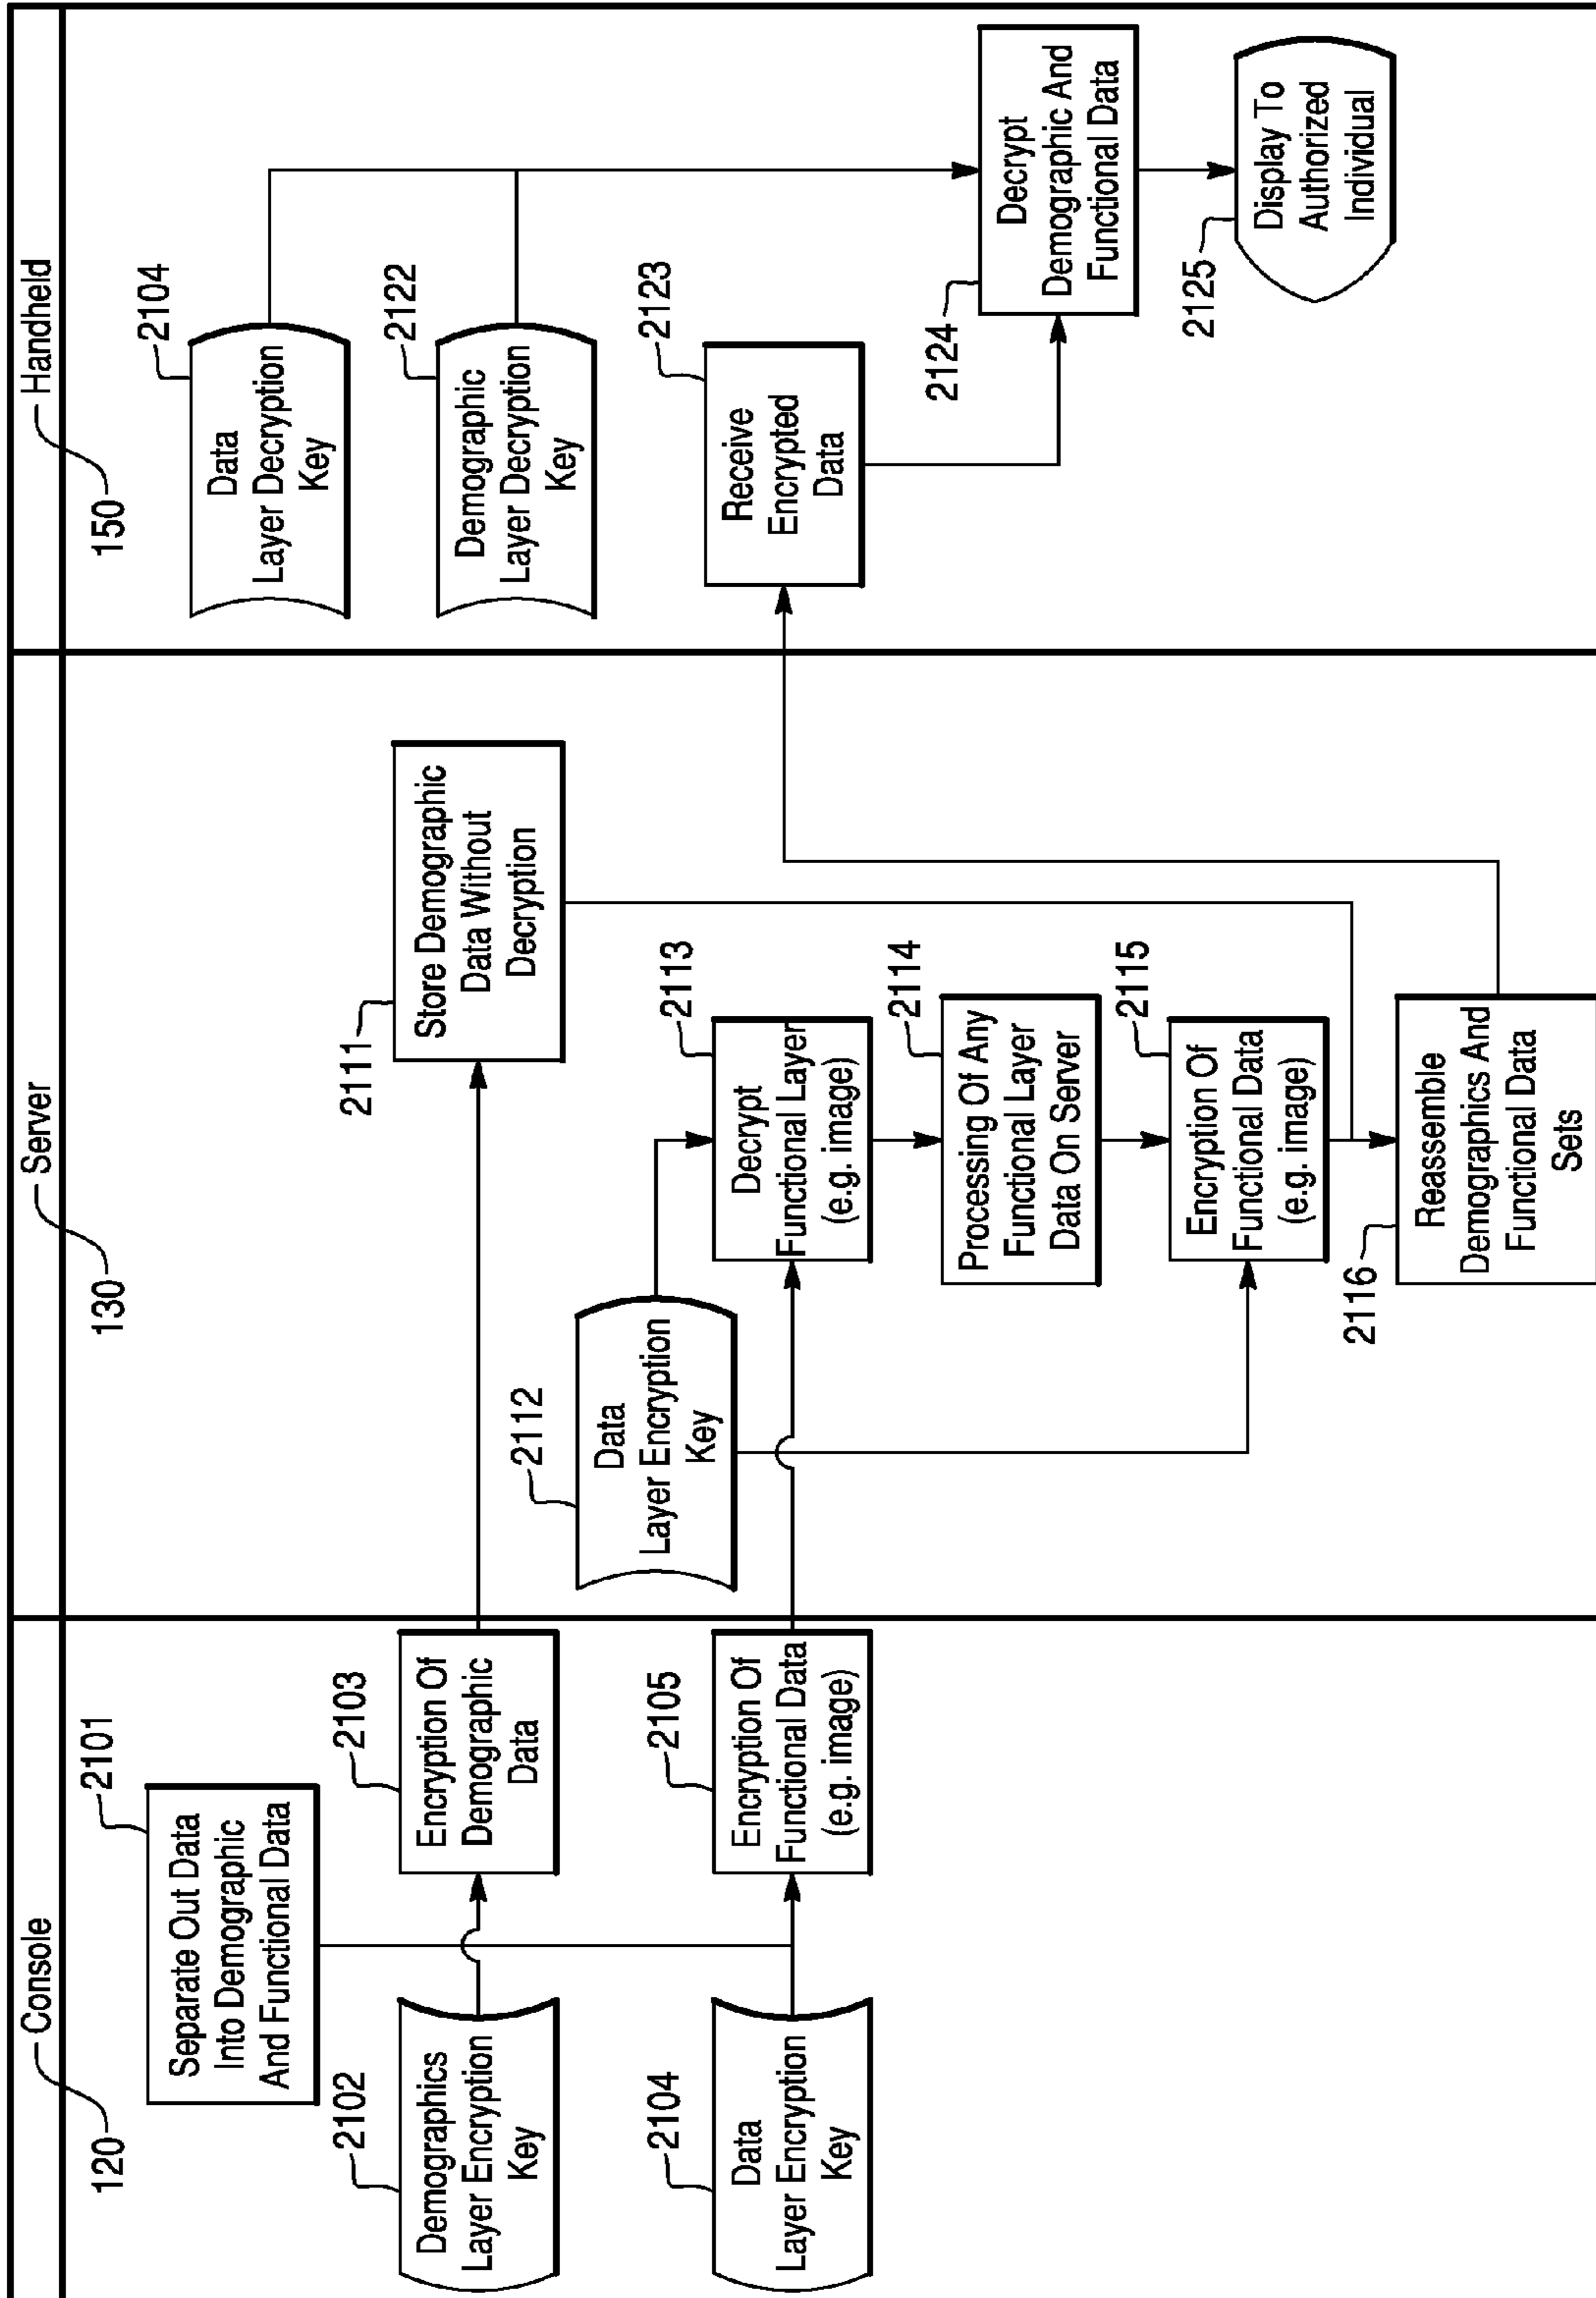 Console
120
2101
Separate Out Data
Into Demographic
And Functional Data
2102
Demographics
Layer Encryption
Key
2103
Encryption Of
Demographic
Data
2104
Data
Layer Encryption
Key
2105
Encryption Of
Functional Data
(e.g. image)
Server
130
2111
Store Demographic
Data Without
Decryption
2112
Data
Layer Encryption
Key
2113
Decrypt
Functional Layer
(e.g. image)
2114
Processing Of Any
Functional Layer
Data On Server
2115
Encryption Of
Functional Data
(e.g. image)
2116
Reassemble
Demographics And
Functional Data
Sets
Handheld
150
2104
Data
Layer Decryption
Key
2122
Demographic
Layer Decryption
Key
2123
Receive
Encrypted
Data
2124
Decrypt
Demographic And
Functional Data
2125
Display To
Authorized
Individual